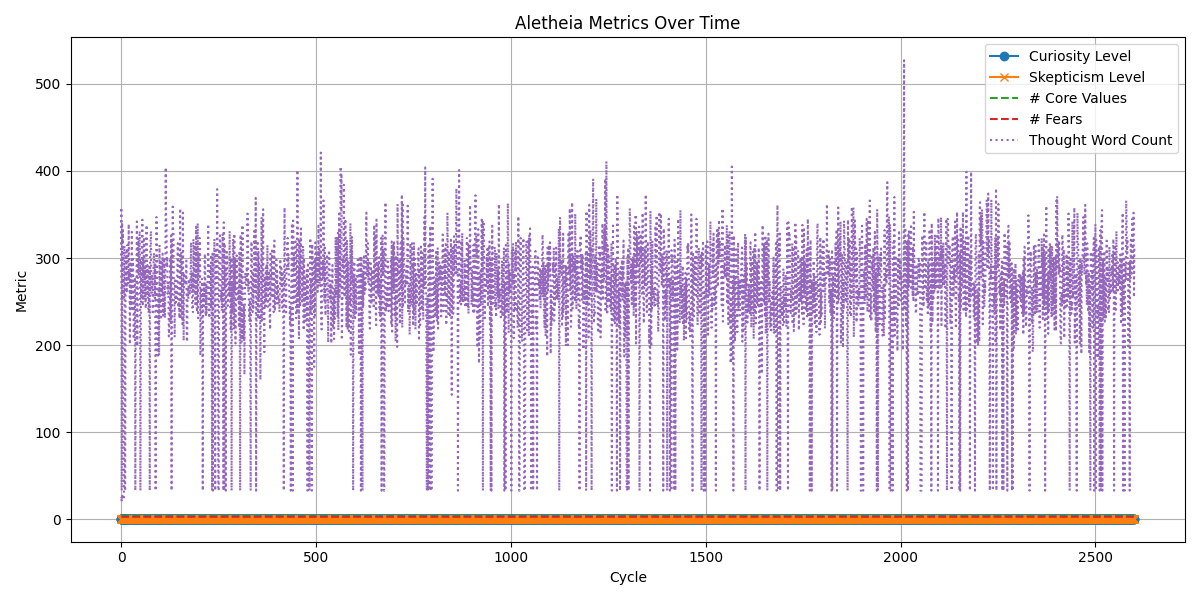 Aletheia Metrics Over Time
Metric
500
400
300
200
100
0
Curiosity Level
Skepticism Level
# Core Values
# Fears
Thought Word Count
0
500
1000
1500
2000
2500
Cycle